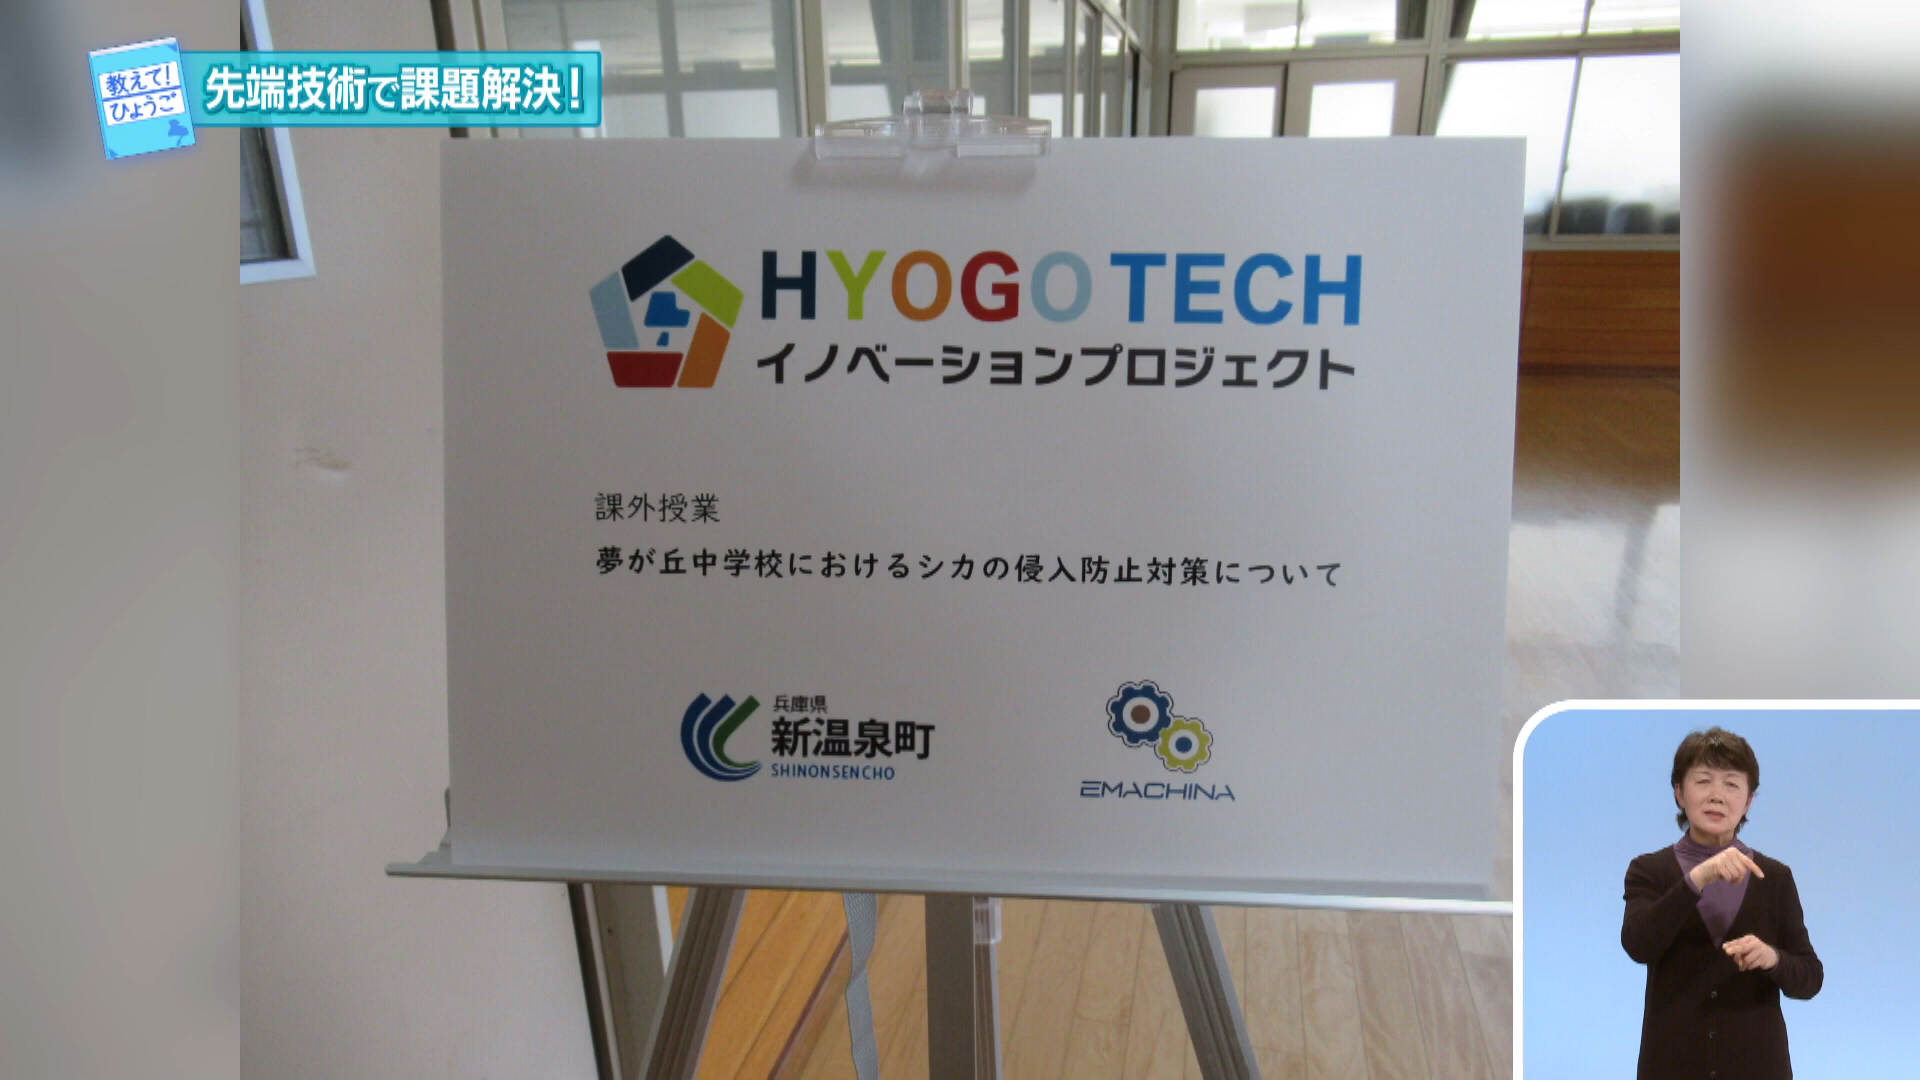 教えて!
ひょうご
先端技術で課題解決!
HYOGO TECH
イノベーションプロジェクト
課外授業
夢が丘中学校におけるシカの侵入防止対策について
兵庫県
新温泉町
SHINONSEN CHO
EMACHINA